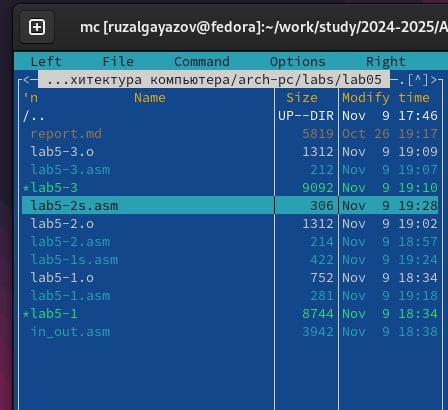 mc [ruzalgayazov@fedora]:~/work/study/2024-2025/А
Left File Command Options Right
<─ ...хитектура компьютера/arch-pc/labs/lab05 ─.[^]>
'n Name Size Modify time
/.. UP--DIR Nov 9 17:46
report.md 5819 Oct 26 19:17
lab5-3.o 1312 Nov 9 19:09
lab5-3.asm 212 Nov 9 19:07
*lab5-3 9092 Nov 9 19:10
lab5-2s.asm 306 Nov 9 19:28
lab5-2.o 1312 Nov 9 19:02
lab5-2.asm 214 Nov 9 18:57
lab5-1s.asm 422 Nov 9 19:24
lab5-1.o 752 Nov 9 18:34
lab5-1.asm 281 Nov 9 19:18
*lab5-1 8744 Nov 9 18:34
in_out.asm 3942 Nov 9 18:38